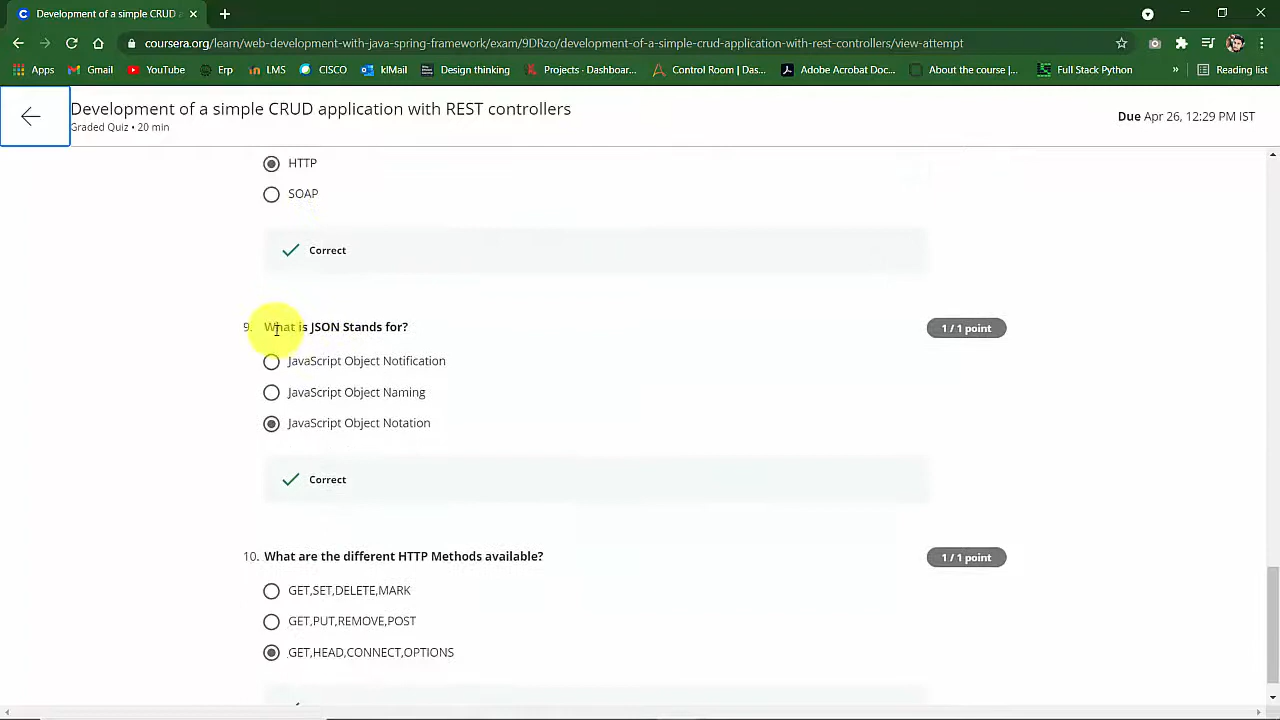 Development of a simple CRUD a
coursera.org/learn/web-development-with-java-spring-framework/exam/9DRzo/development-of-a-simple-crud-application-with-rest-controllers/view-attempt
Apps Gmail YouTube Erp LMS CISCO klMail Design thinking Projects - Dashboar... Control Room | Das... Adobe Acrobat Doc... About the course |... Full Stack Python » Reading list
Development of a simple CRUD application with REST controllers
Graded Quiz • 20 min
Due Apr 26, 12:29 PM IST
HTTP
SOAP
Correct
9. What is JSON Stands for?
1 / 1 point
JavaScript Object Notification
JavaScript Object Naming
JavaScript Object Notation
Correct
10. What are the different HTTP Methods available?
1 / 1 point
GET,SET,DELETE,MARK
GET,PUT,REMOVE,POST
GET,HEAD,CONNECT,OPTIONS